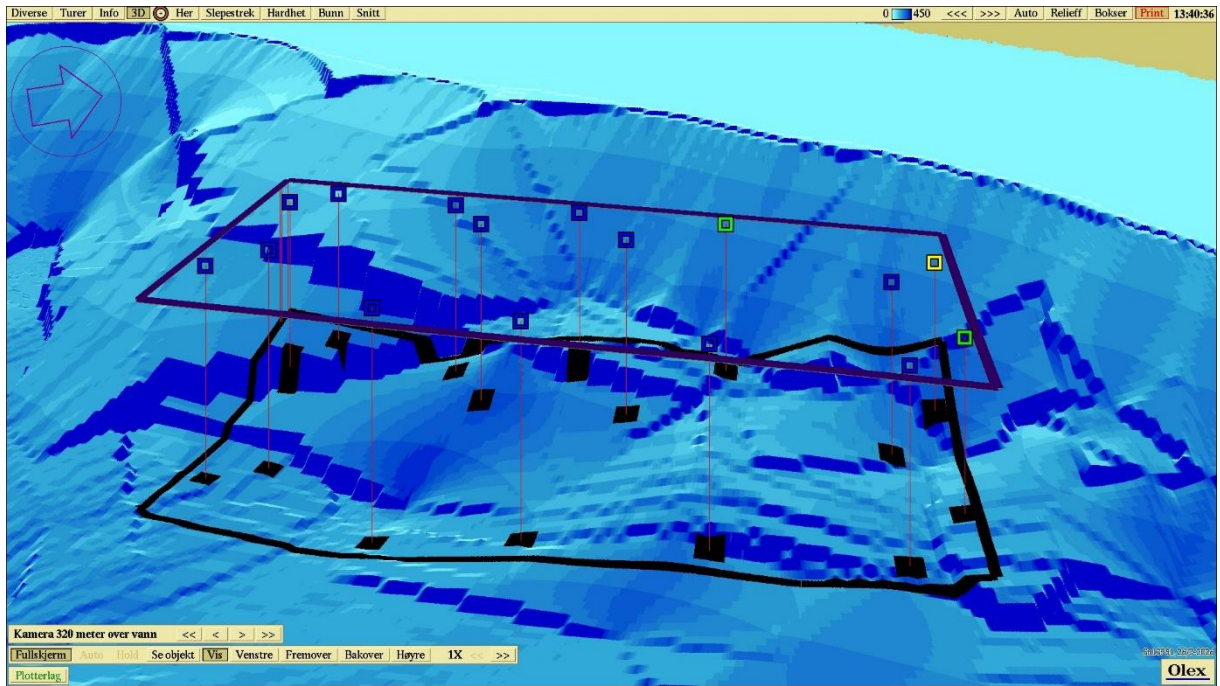 Diverse Turer Info 3D Her Slepestrek Hardhet Bunn Snitt 0 450 <<< >>> Auto Relieff Bokser Print 13:40:36
Kamera 320 meter over vann << < > >>
Fullskjerm Auto Hold Se objekt Vis Venstre Fremover Bakover Høyre 1X << >>
Plotterlag
Olex